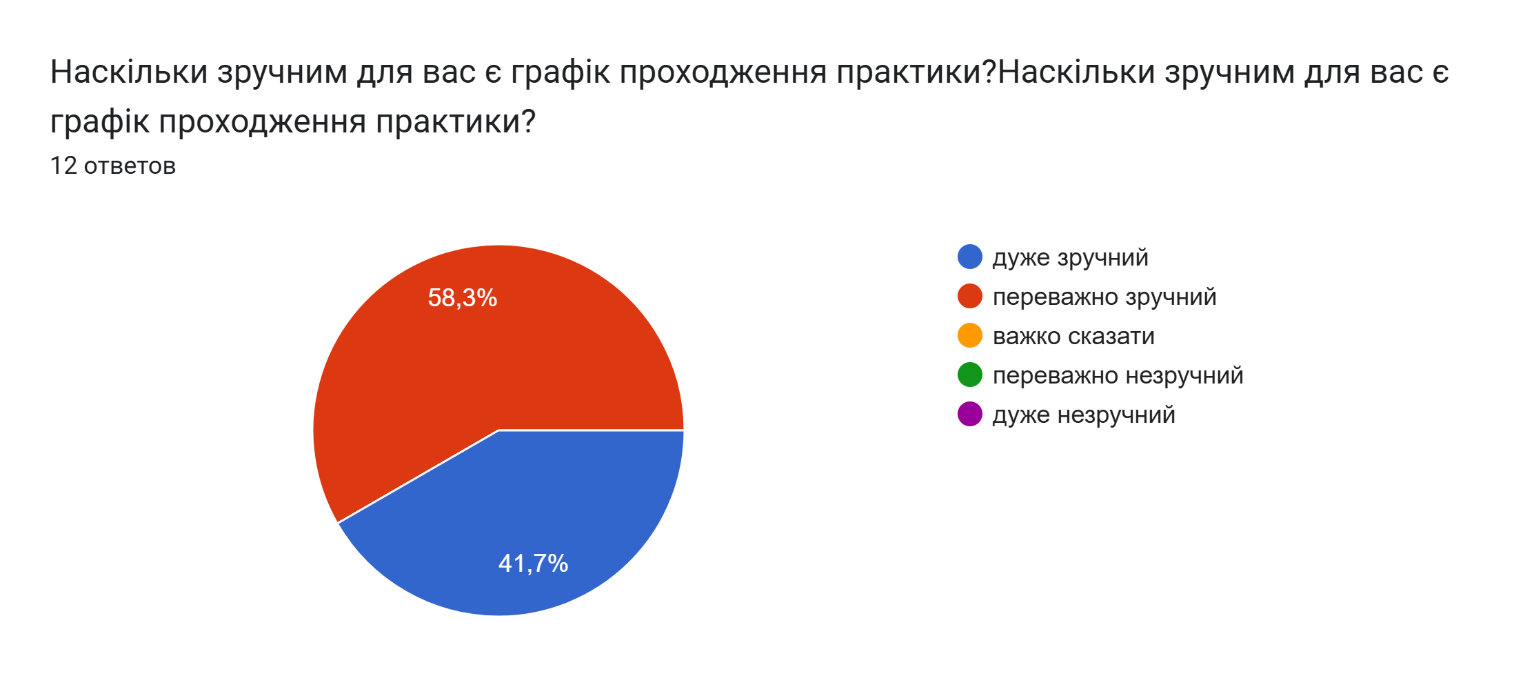 Наскільки зручним для вас є графік проходження практики?Наскільки зручним для вас є
графік проходження практики?
12 ответов
58,3%
41,7%
дуже зручний
переважно зручний
важко сказати
переважно незручний
дуже незручний